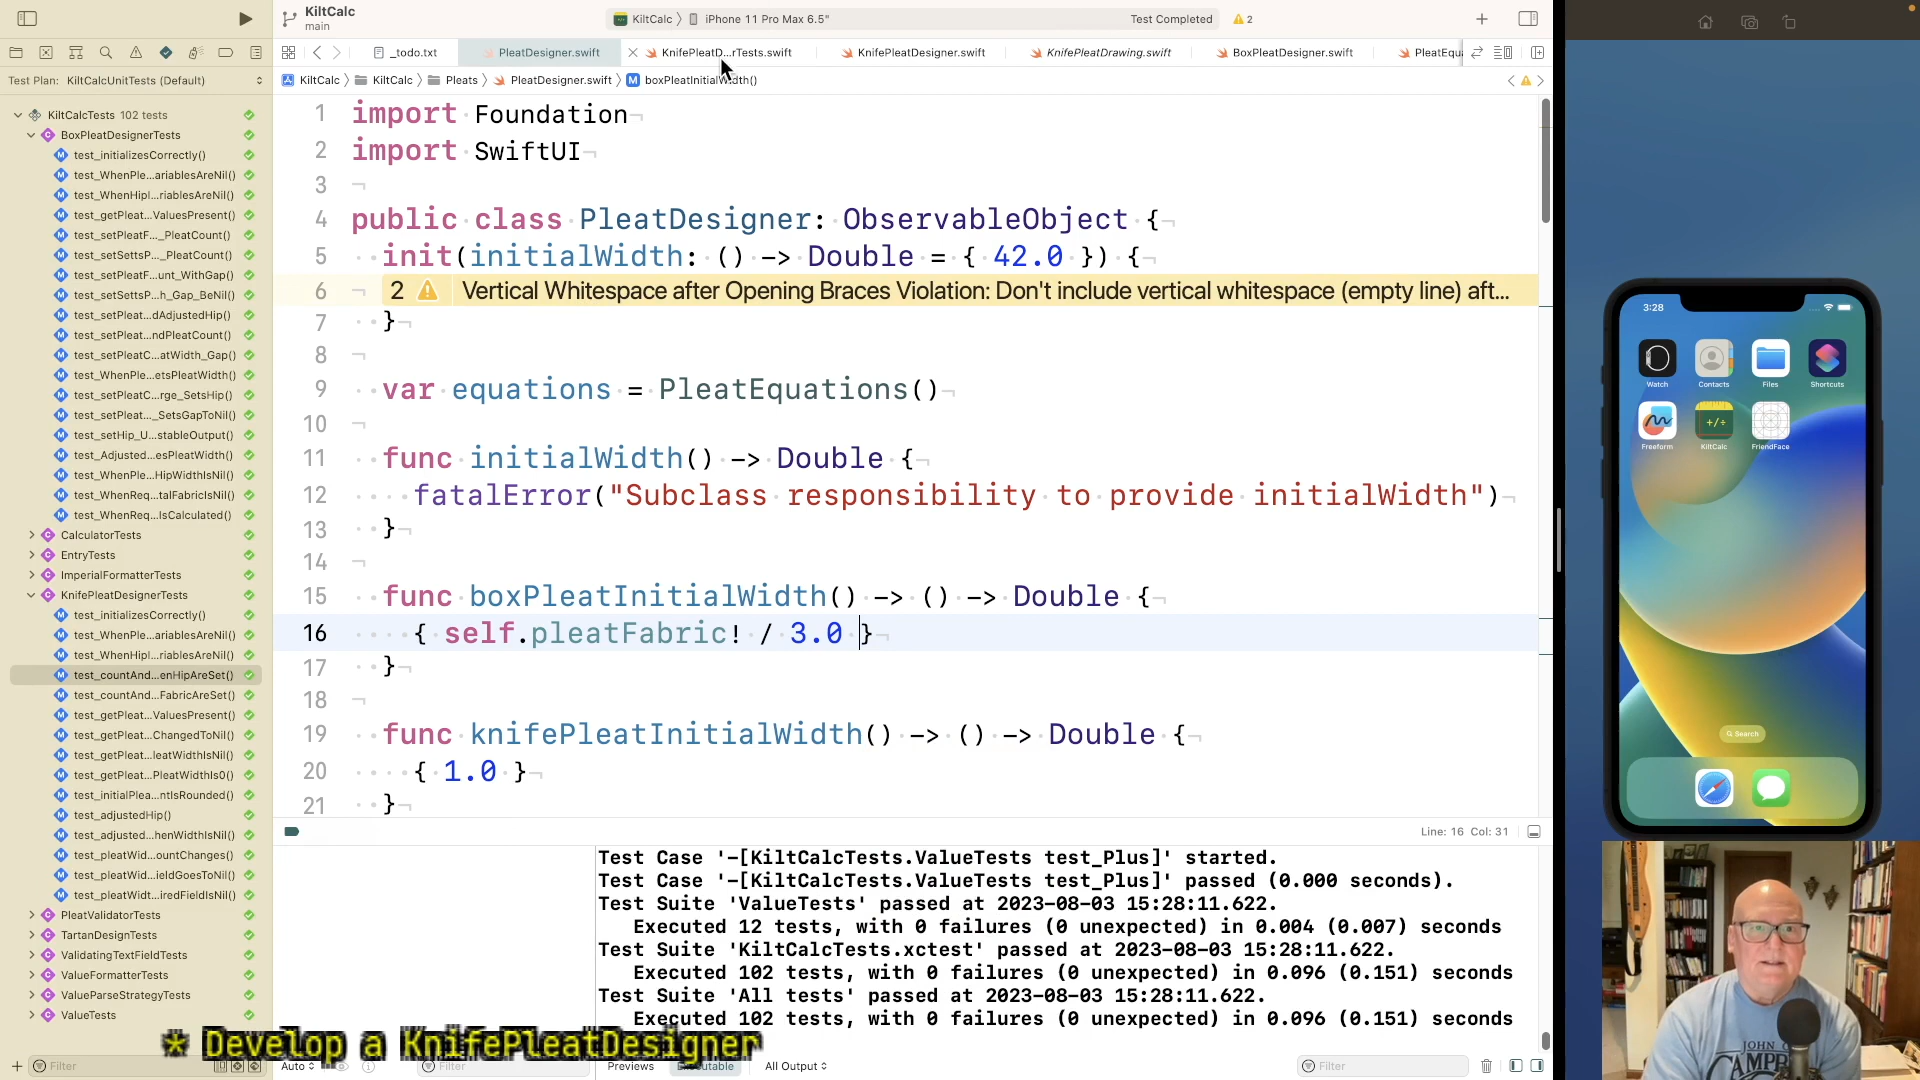 KiltCalc
main
KiltCalc 〉 iPhone 11 Pro Max 6.5"
Test Completed
2
_todo.txt
PleatDesigner.swift
KnifePleatD...rTests.swift
KnifePleatDesigner.swift
KnifePleatDrawing.swift
BoxPleatDesigner.swift
PleatEqua
Test Plan: KiltCalcUnitTests (Default)
KiltCalc 〉 KiltCalc 〉 Pleats 〉 PleatDesigner.swift 〉 M boxPleatInitialWidth()
KiltCalcTests 102 tests
BoxPleatDesignerTests
test_initializesCorrectly()
test_WhenPle...ariablesAreNil()
test_WhenHipl...riablesAreNil()
test_getPleat...ValuesPresent()
test_setPleatF..._PleatCount()
test_setSettsP..._PleatCount()
test_setPleatF...unt_WithGap()
test_setSettsP...h_Gap_BeNil()
test_setPleat...dAdjustedHip()
test_setPleat...ndPleatCount()
test_setPleatC...atWidth_Gap()
test_WhenPle...etsPleatWidth()
test_setPleatC...rge_SetsHip()
test_setPleat..._SetsGapToNil()
test_setHip_U...stableOutput()
test_Adjusted...esPleatWidth()
test_WhenPle...HipWidthIsNil()
test_WhenReq...talFabricIsNil()
test_WhenReq...IsCalculated()
CalculatorTests
EntryTests
ImperialFormatterTests
KnifePleatDesignerTests
test_initializesCorrectly()
test_WhenPle...ariablesAreNil()
test_WhenHipl...riablesAreNil()
test_countAnd...enHipAreSet()
test_countAnd...FabricAreSet()
test_getPleat...ValuesPresent()
test_getPleat...ChangedToNil()
test_getPleat...leatWidthIsNil()
test_getPleat...PleatWidthIs0()
test_initialPlea...ntIsRounded()
test_adjustedHip()
test_adjusted...henWidthIsNil()
test_pleatWid...ountChanges()
test_pleatWid...ieldGoesToNil()
test_pleatWidt...iredFieldIsNil()
PleatValidatorTests
TartanDesignTests
ValidatingTextFieldTests
ValueFormatterTests
ValueParseStrategyTests
ValueTests
Filter
1 import Foundation
2 import SwiftUI
3
4 public class PleatDesigner: ObservableObject {
5 init(initialWidth: () -> Double = { 42.0 }) {
6 2 Vertical Whitespace after Opening Braces Violation: Don't include vertical whitespace (empty line) aft...
7 }
8
9 var equations = PleatEquations()
10
11 func initialWidth() -> Double {
12 fatalError("Subclass responsibility to provide initialWidth")
13 }
14
15 func boxPleatInitialWidth() -> () -> Double {
16 { self.pleatFabric! / 3.0 }
17 }
18
19 func knifePleatInitialWidth() -> () -> Double {
20 { 1.0 }
21 }
Line: 16 Col: 31
Test Case '-[KiltCalcTests.ValueTests test_Plus]' started.
Test Case '-[KiltCalcTests.ValueTests test_Plus]' passed (0.000 seconds).
Test Suite 'ValueTests' passed at 2023-08-03 15:28:11.622.
Executed 12 tests, with 0 failures (0 unexpected) in 0.004 (0.007) seconds
Test Suite 'KiltCalcTests.xctest' passed at 2023-08-03 15:28:11.622.
Executed 102 tests, with 0 failures (0 unexpected) in 0.096 (0.151) seconds
Test Suite 'All tests' passed at 2023-08-03 15:28:11.622.
Executed 102 tests, with 0 failures (0 unexpected) in 0.096 (0.151) seconds
* Develop a KnifePleatDesigner
Auto
Filter
Previews
All Output
Filter
3:28
Watch
Contacts
Files
Shortcuts
+/÷
Freeform
KiltCalc
FriendFace
Search
JOHN
CAMP